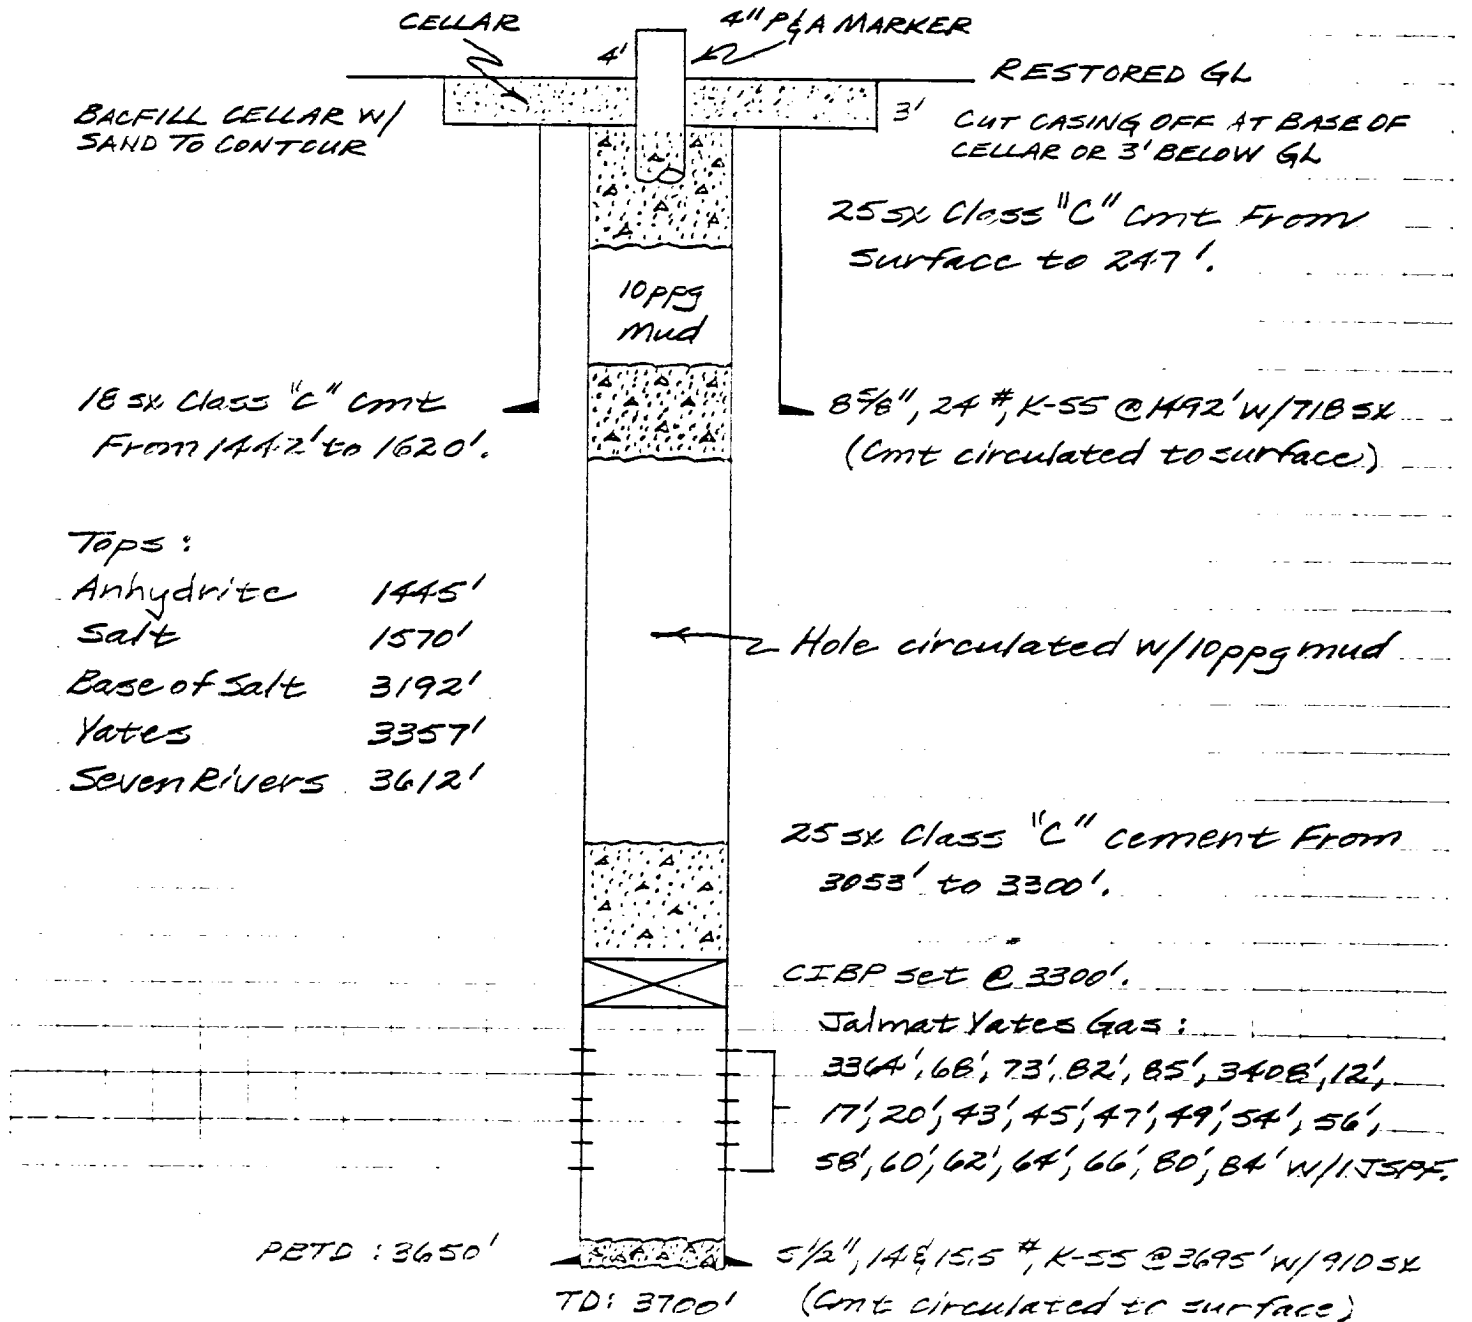 CELLAR
4" P&A MARKER
4'
RESTORED GL
BACFILL CELLAR W/
SAND TO CONTOUR
3'
CUT CASING OFF AT BASE OF
CELLAR OR 3' BELOW GL
25 sx Class "C" Cmt From
Surface to 247'.
10ppg
Mud
18 sx Class "C" Cmt
From 1442' to 1620'.
8 5/8", 24 #, K-55 @ 1492' w/718 sx
(Cmt circulated to surface)
Tops :
Anhydrite 1445'
Salt 1570'
Base of Salt 3192'
Yates 3357'
Seven Rivers 3612'
Hole circulated w/10ppg mud
25 sx Class "C" cement From
3053' to 3300'.
CIBP set @ 3300'.
Jalmat Yates Gas :
3364', 68', 73', 82', 85', 3408', 12',
17', 20', 43', 45', 47', 49', 54', 56',
58', 60', 62', 64', 66', 80', 84' w/1 JSPF.
PBTD : 3650'
5 1/2", 14 & 15.5 #, K-55 @ 3695' w/910 sx
(Cmt circulated to surface)
TD: 3700'